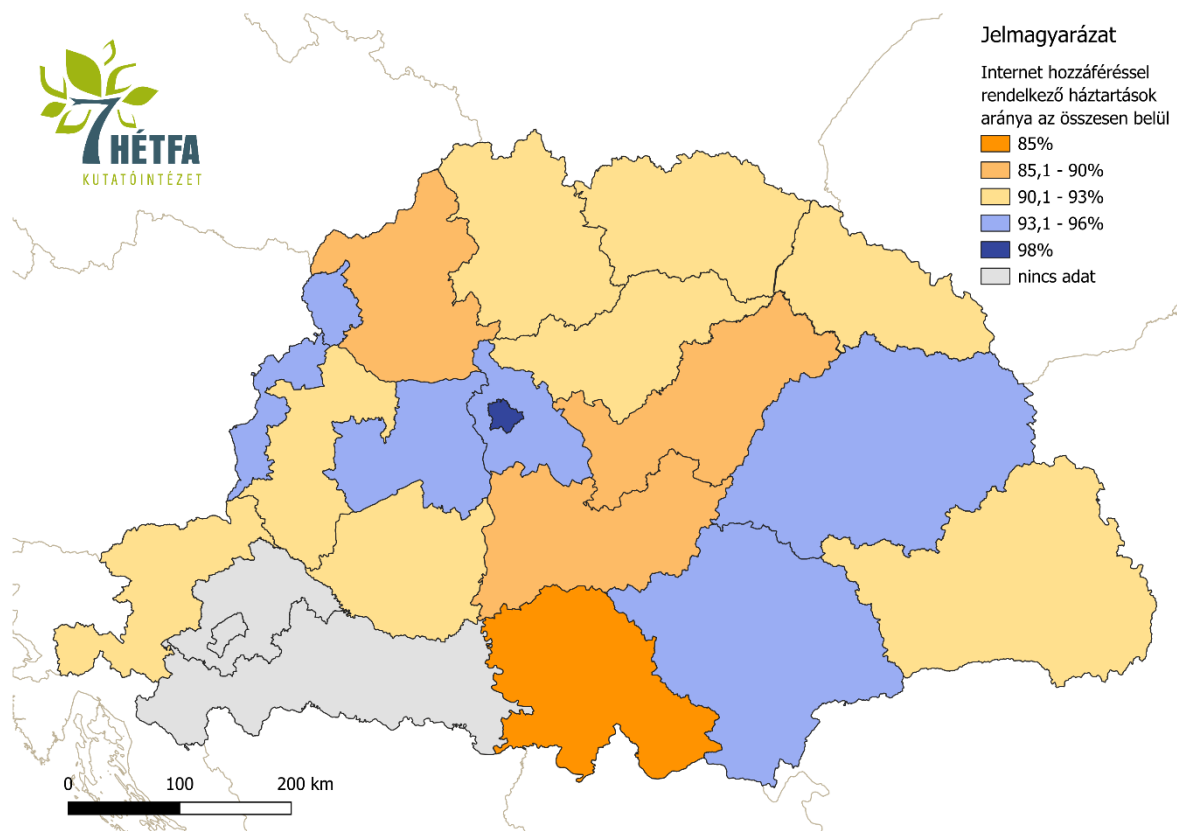 7 HÉTFA
KUTATÓINTÉZET
Jelmagyarázat
Internet hozzáféréssel
rendelkező háztartások
aránya az összesen belül
85%
85,1 - 90%
90,1 - 93%
93,1 - 96%
98%
nincs adat
0 100 200 km